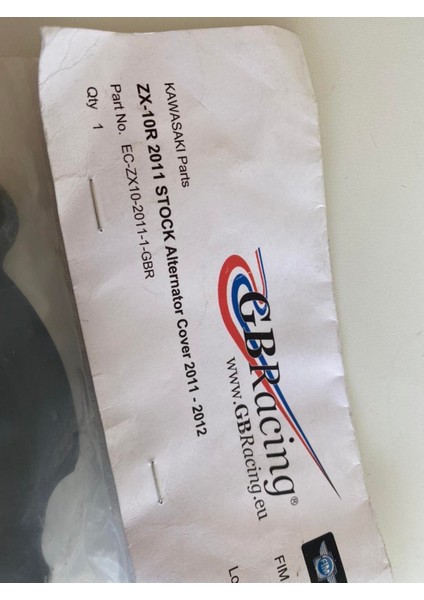 GBRacing®
www.GBRacing.eu
FIM
KAWASAKI Parts
ZX-10R 2011 STOCK Alternator Cover 2011 - 2012
Part No. EC-ZX10-2011-1-GBR
Qty 1